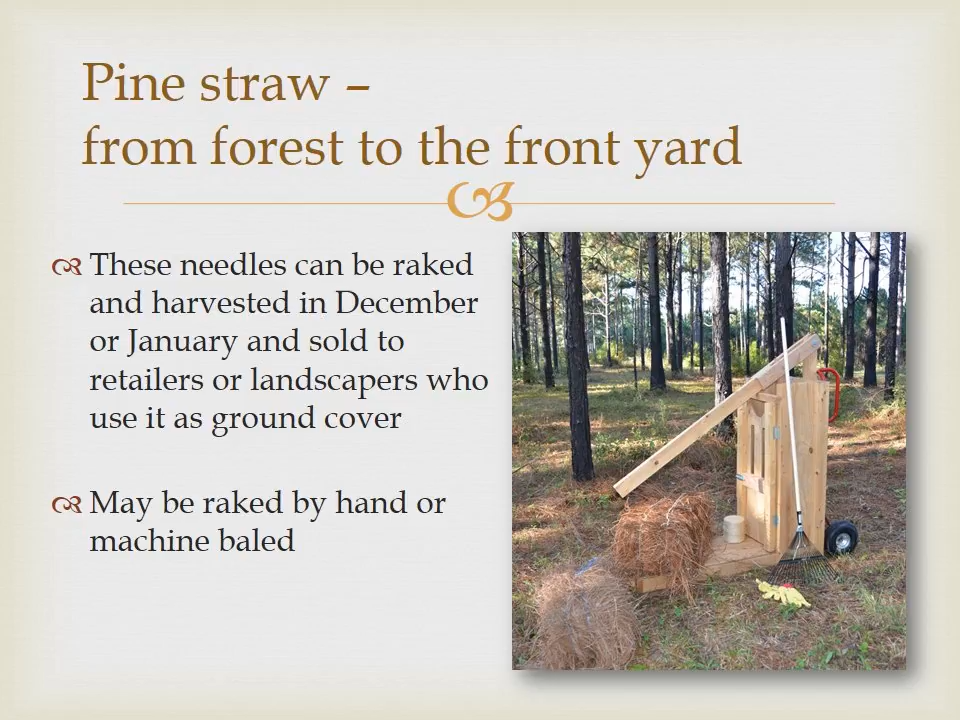 Pine straw –
from forest to the front yard
These needles can be raked
and harvested in December
or January and sold to
retailers or landscapers who
use it as ground cover
May be raked by hand or
machine baled